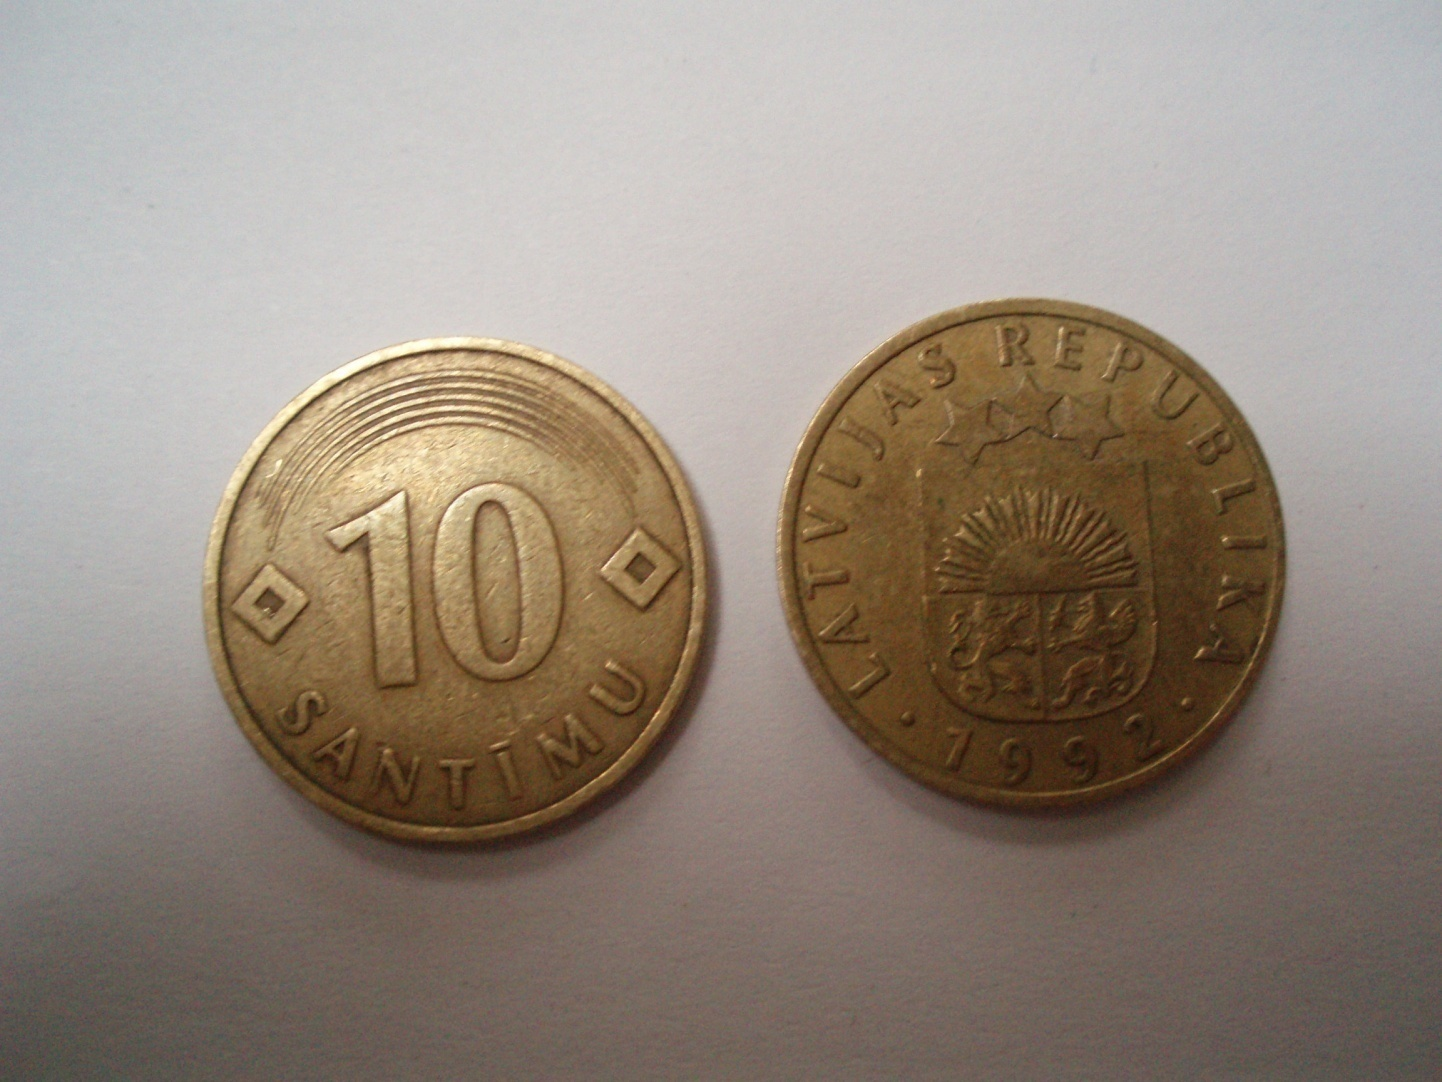 10
SANTĪMU
LATVIJAS REPUBLIKA
· 1992 ·